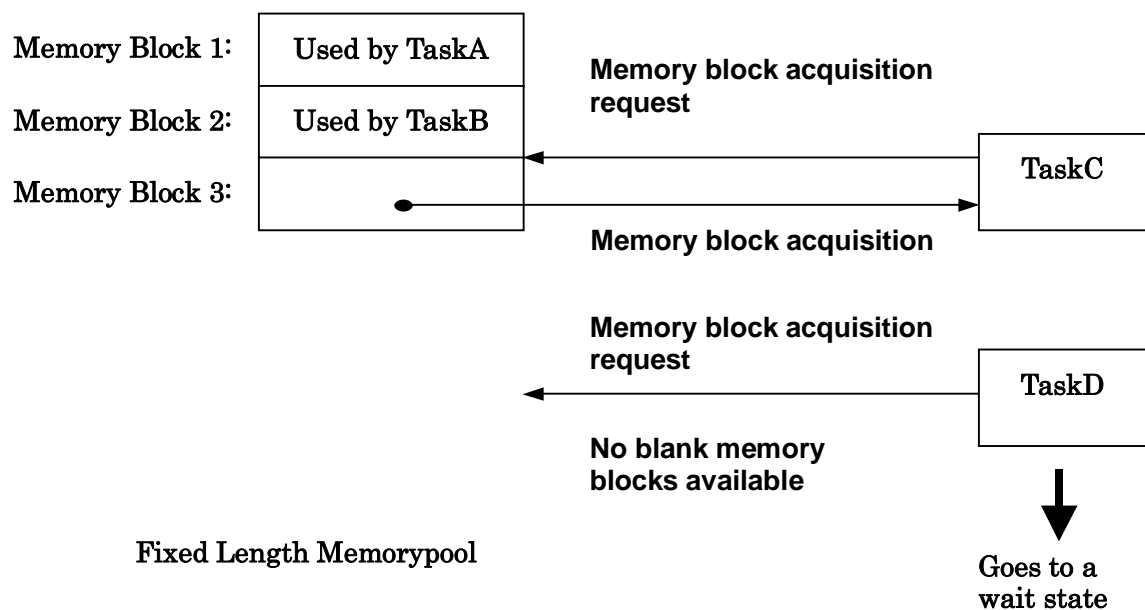 Memory Block 1:
Used by TaskA
Memory block acquisition
request
Memory Block 2:
Used by TaskB
TaskC
Memory Block 3:
Memory block acquisition
Memory block acquisition
request
TaskD
No blank memory
blocks available
Fixed Length Memorypool
Goes to a
wait state